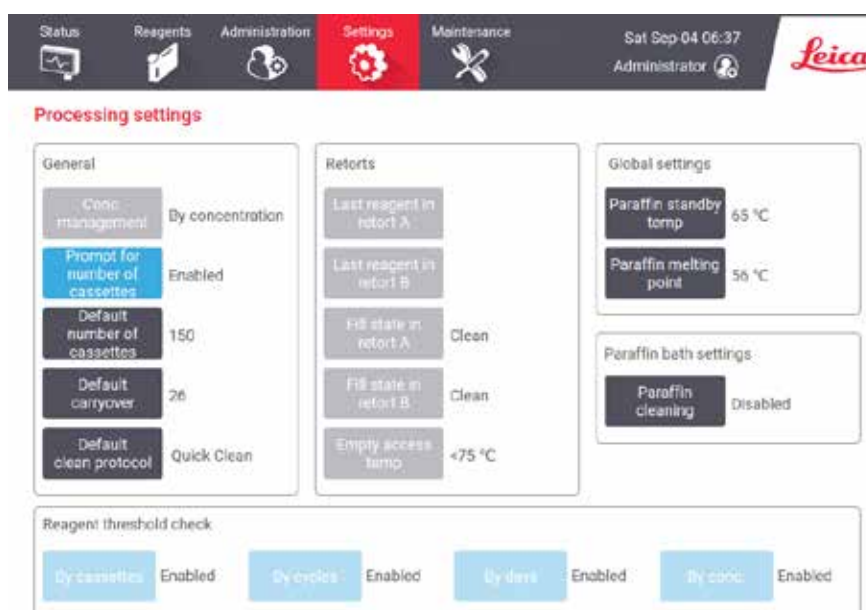 Status Reagents Administration Settings Maintenance
Sat Sep 04 06:37
Administrator
Leica
Processing settings
General
Conc
management
By concentration
Prompt for
number of
cassettes
Enabled
Default
number of
cassettes
150
Default
carryover
26
Default
clean protocol
Quick Clean
Retorts
Last reagent in
retort A
Last reagent in
retort B
Fill state in
retort A
Clean
Fill state in
retort B
Clean
Empty access
temp
<75 °C
Global settings
Paraffin standby
temp
65 °C
Paraffin melting
point
56 °C
Paraffin bath settings
Paraffin
cleaning
Disabled
Reagent threshold check
By cassettes Enabled By cycles Enabled By days Enabled By conc. Enabled